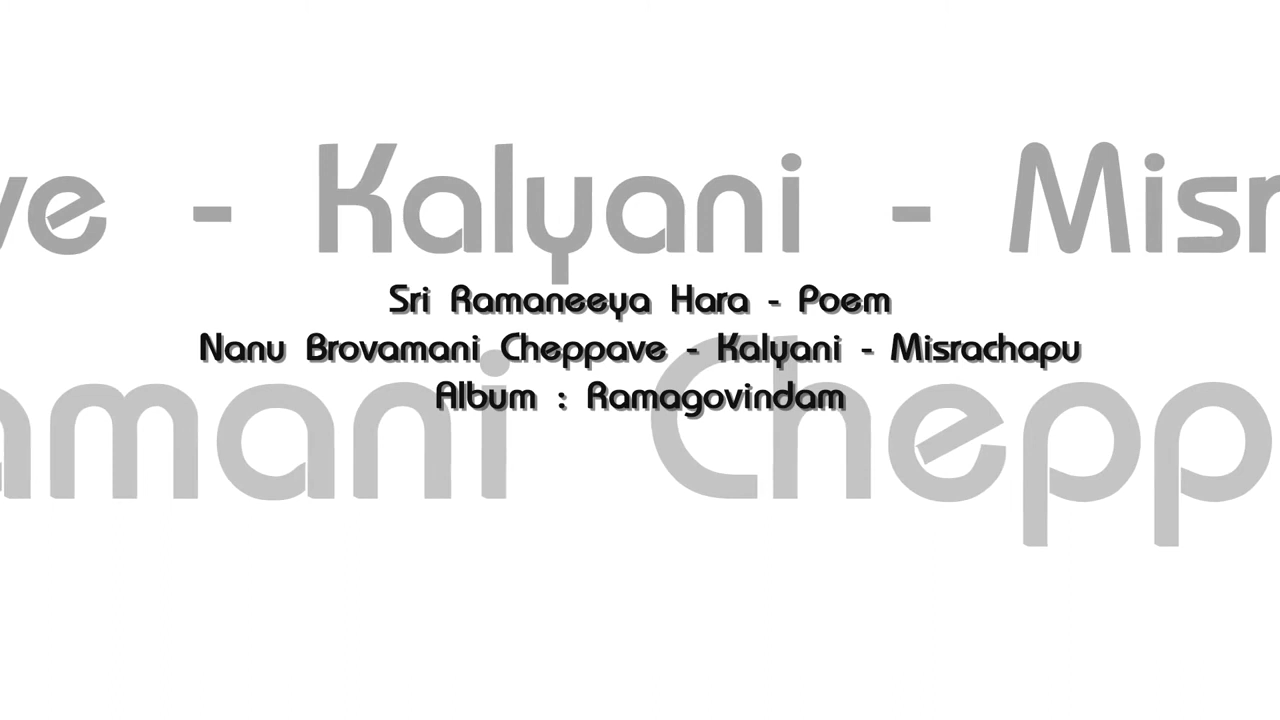 ve - Kalyani - Misr
Sri Ramaneeya Hara - Poem
Nanu Brovamani Cheppave - Kalyani - Misrachapu
Album : Ramagovindam
amani Chepp